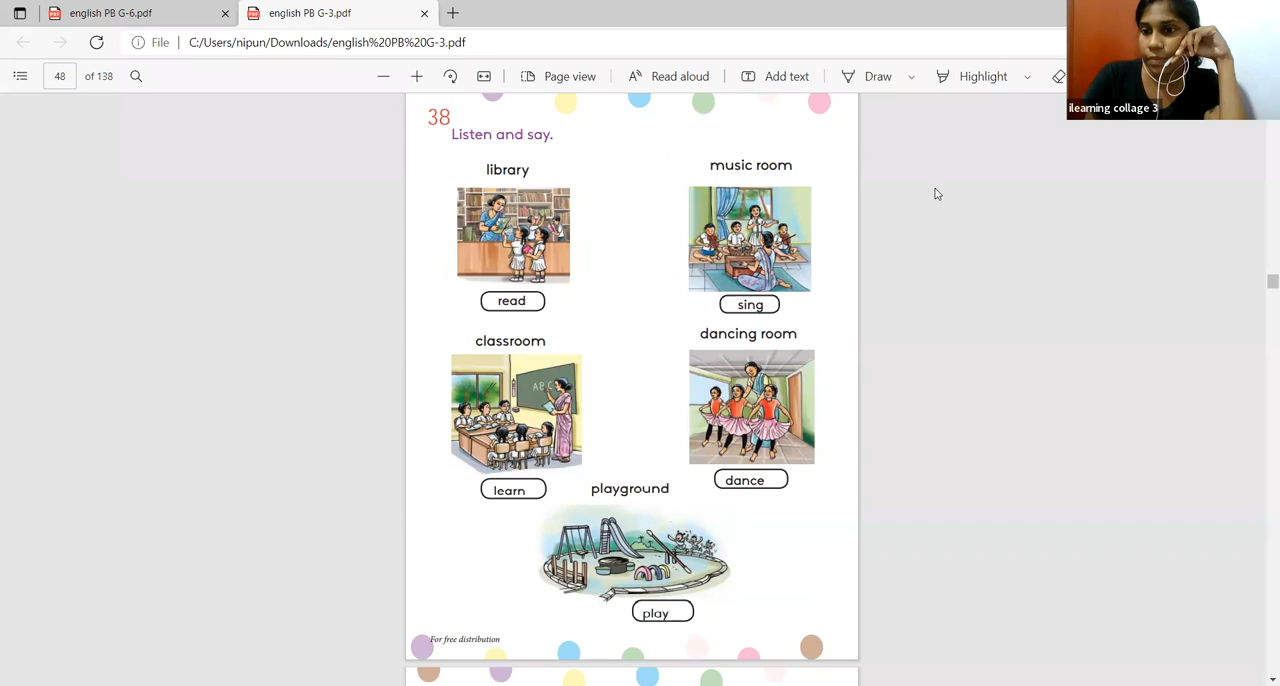 english PB G-6.pdf
english PB G-3.pdf
File
C:/Users/nipun/Downloads/english%20PB%20G-3.pdf
48 of 138
Page view
Read aloud
Add text
Draw
Highlight
ilearning collage 3
38
Listen and say.
library
music room
read
sing
classroom
dancing room
ABC
learn
dance
playground
play
For free distribution